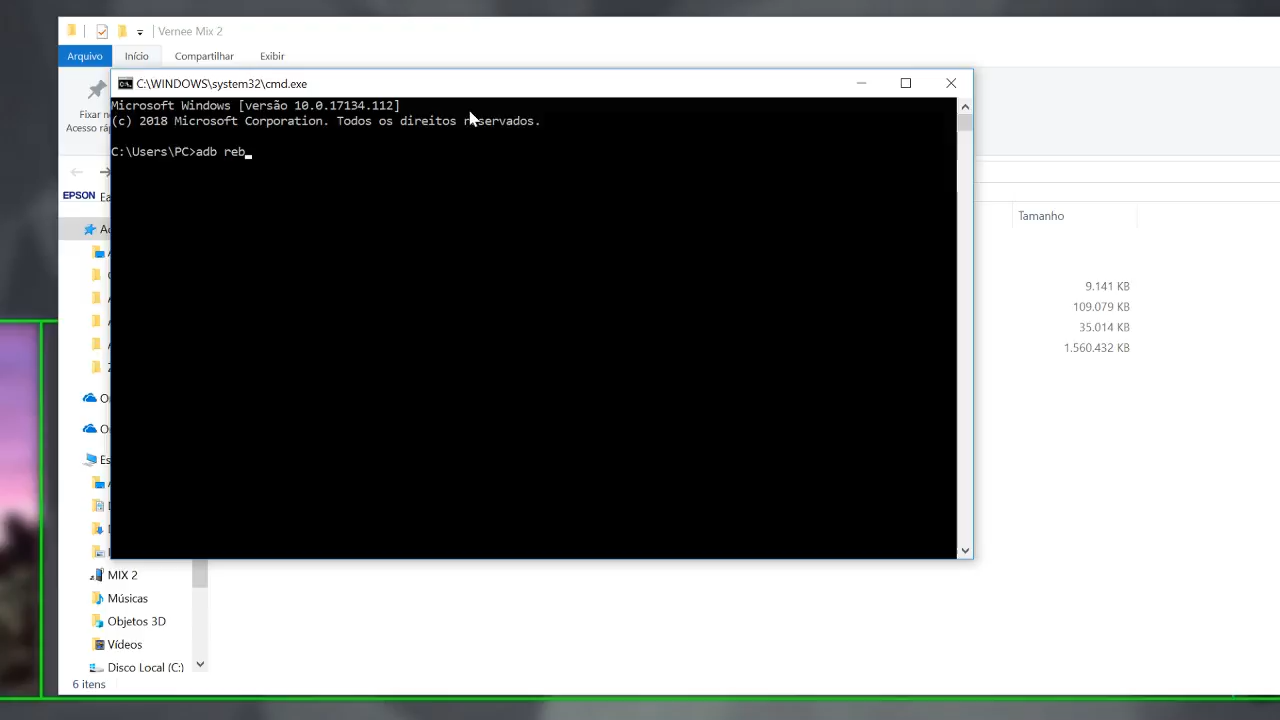 Vernee Mix 2
Arquivo
Início
Compartilhar
Exibir
C:\WINDOWS\system32\cmd.exe
Microsoft Windows [versão 10.0.17134.112]
(c) 2018 Microsoft Corporation. Todos os direitos reservados.
C:\Users\PC>adb reb
Fixar no
Acesso ráp
EPSON
Tamanho
9.141 KB
109.079 KB
35.014 KB
1.560.432 KB
MIX 2
Músicas
Objetos 3D
Vídeos
Disco Local (C:)
6 itens